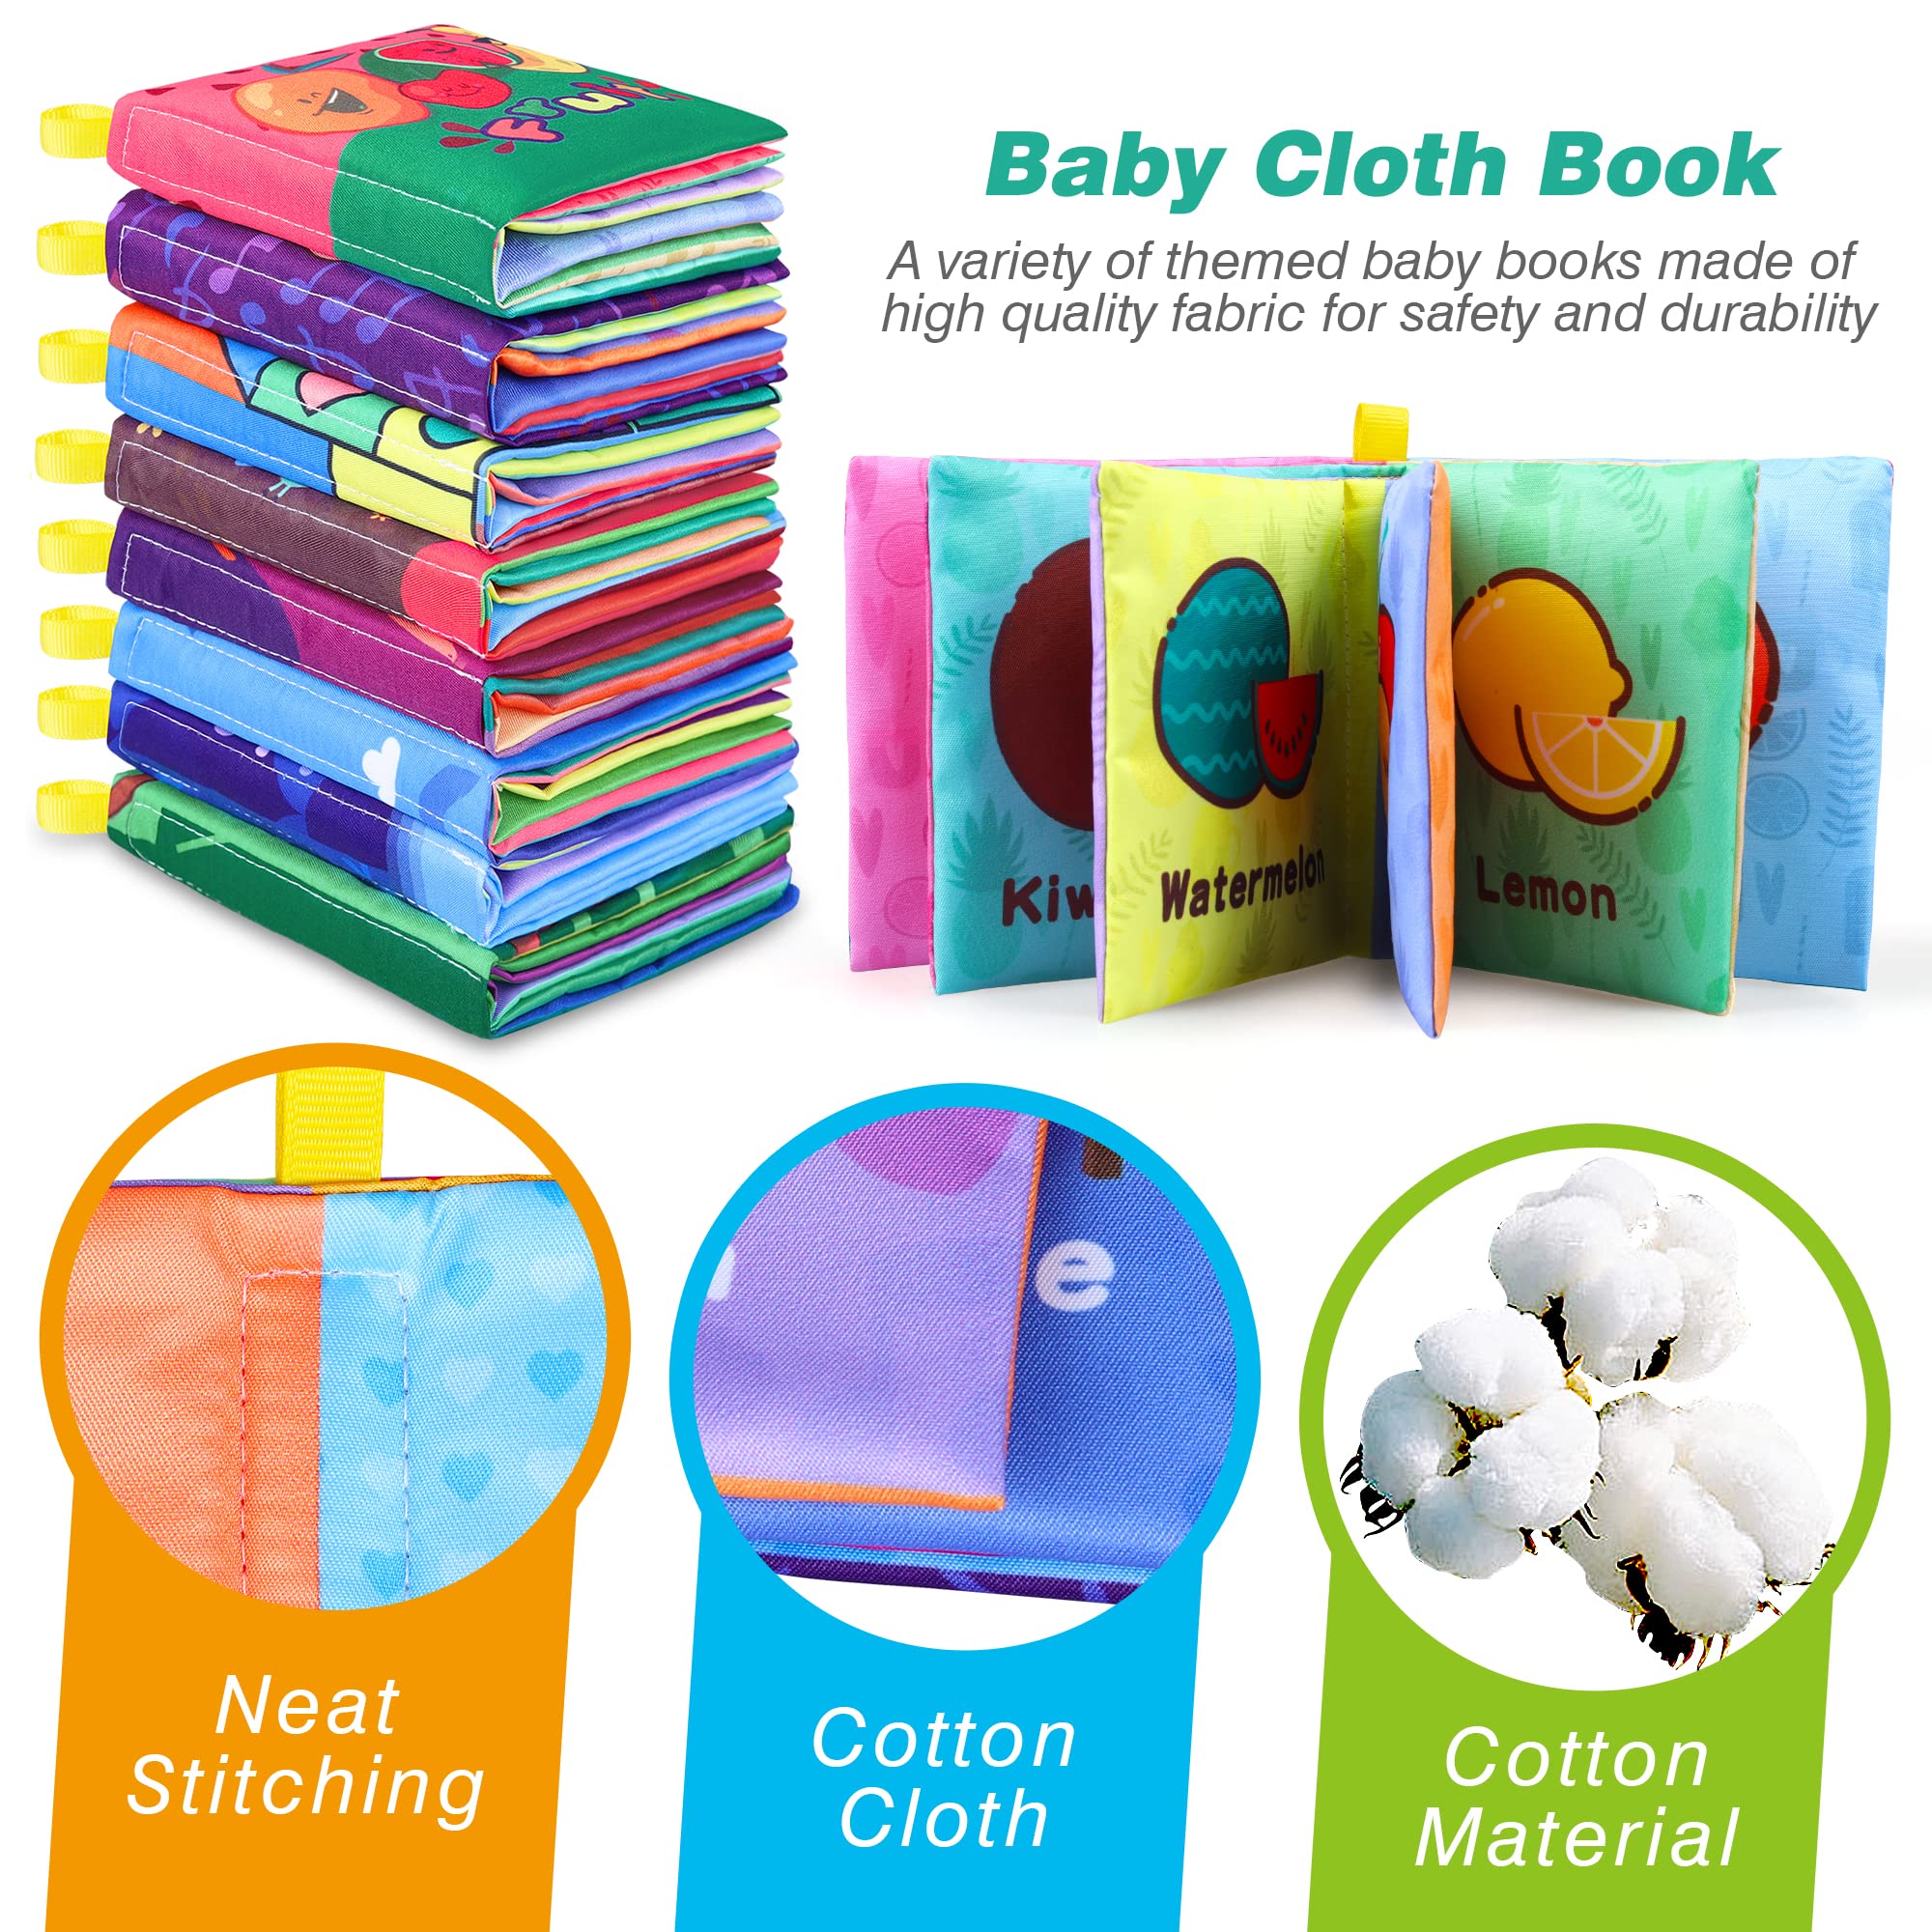 Fruit
Baby Cloth Book
A variety of themed baby books made of
high quality fabric for safety and durability
Kiw
Watermelon
Lemon
e
Neat
Stitching
Cotton
Cloth
Cotton
Material